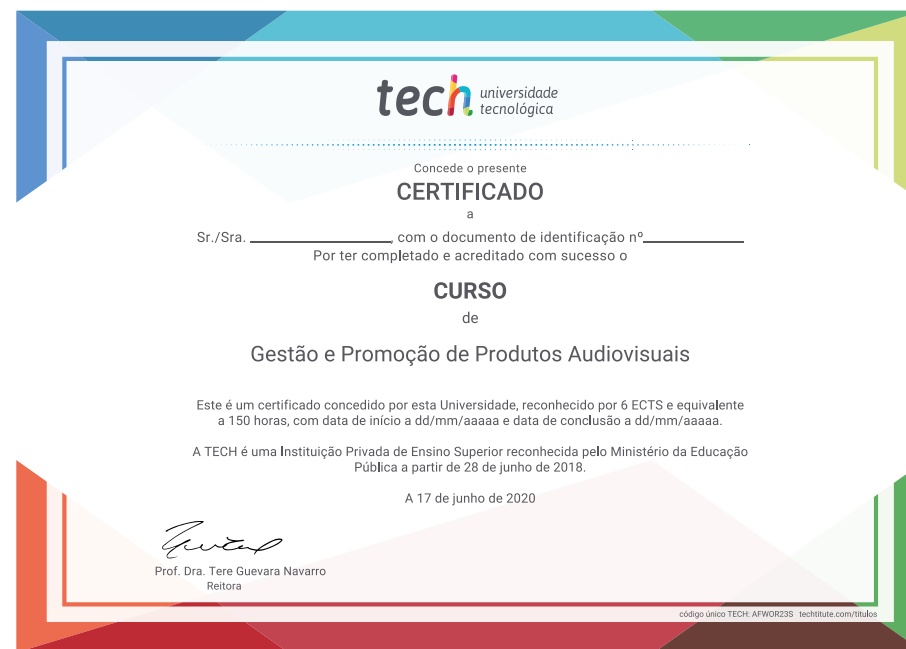 tech universidade
tecnológica
Concede o presente
CERTIFICADO
a
Sr./Sra. , com o documento de identificação nº
Por ter completado e acreditado com sucesso o
CURSO
de
Gestão e Promoção de Produtos Audiovisuais
Este é um certificado concedido por esta Universidade, reconhecido por 6 ECTS e equivalente
a 150 horas, com data de início a dd/mm/aaaaa e data de conclusão a dd/mm/aaaaa.
A TECH é uma Instituição Privada de Ensino Superior reconhecida pelo Ministério da Educação
Pública a partir de 28 de junho de 2018.
A 17 de junho de 2020
Prof. Dra. Tere Guevara Navarro
Reitora
código único TECH: AFWOR23S techtitute.com/titulos